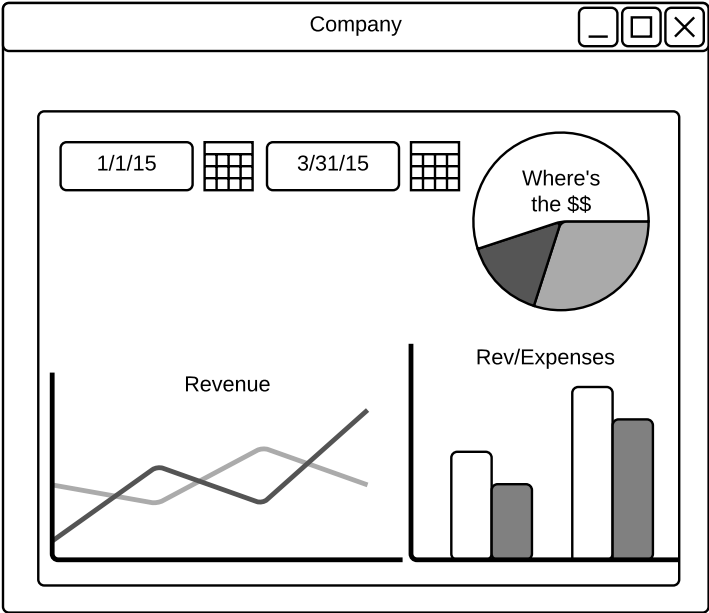 Company
1/1/15
3/31/15
Where's
the $$
Revenue
Rev/Expenses